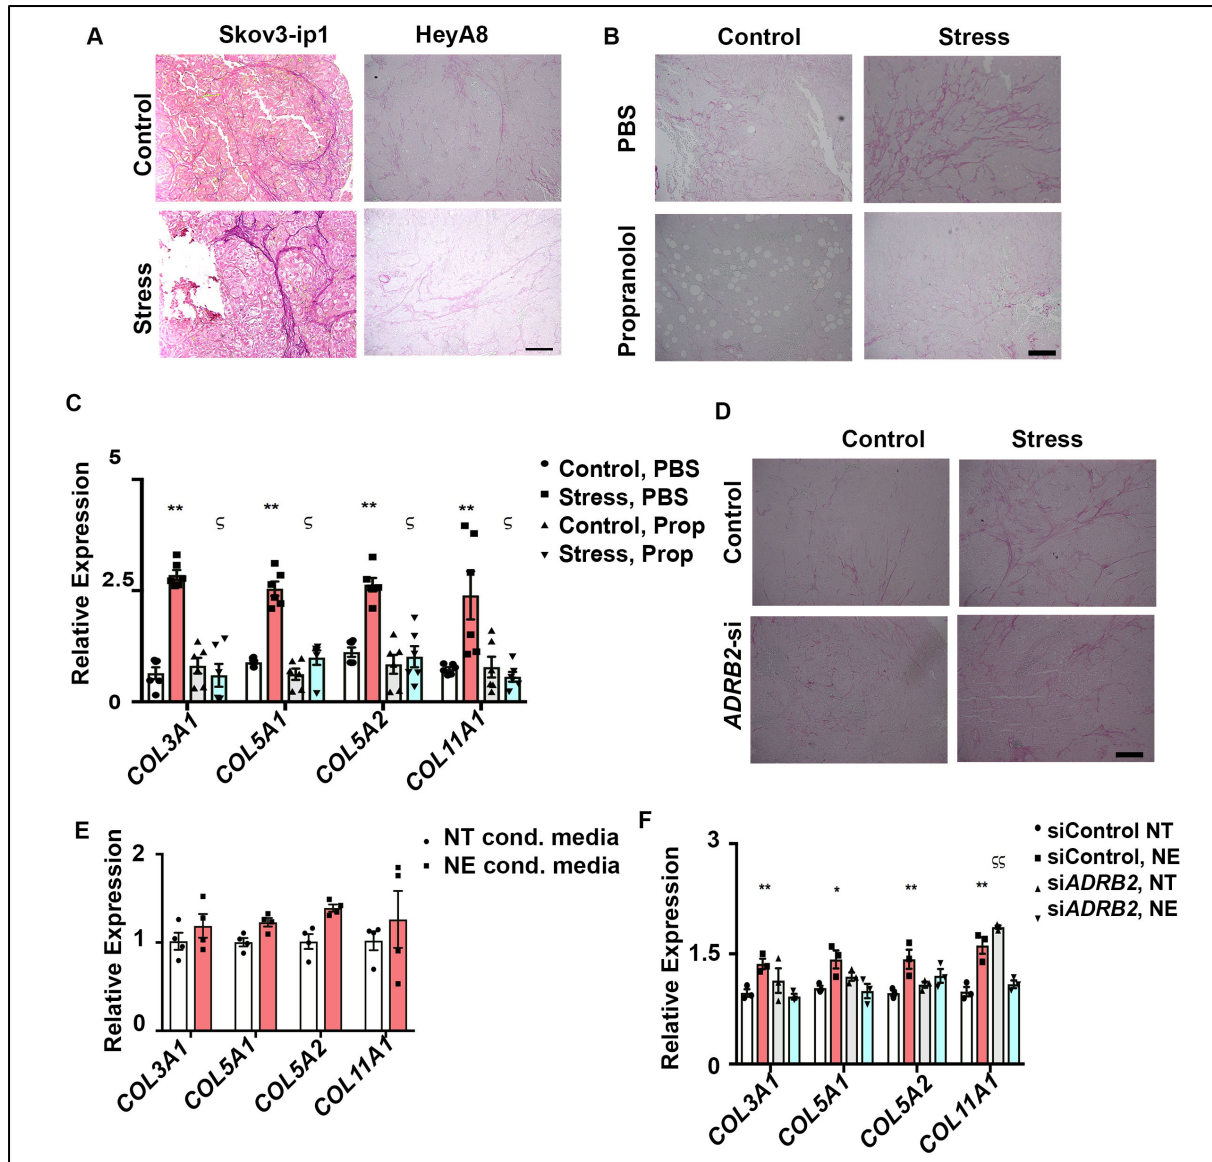 A
Skov3-ip1
HeyA8
Control
Stress
B
Control
Stress
PBS
Propranolol
C
Relative Expression
5
2.5
0
** ς ** ς ** ς ** ς
COL3A1
COL5A1
COL5A2
COL11A1
Control, PBS
Stress, PBS
Control, Prop
Stress, Prop
D
Control
Stress
Control
ADRB2-si
E
Relative Expression
2
1
0
COL3A1
COL5A1
COL5A2
COL11A1
NT cond. media
NE cond. media
F
Relative Expression
3
1.5
0
** * ** ** ςς
COL3A1
COL5A1
COL5A2
COL11A1
siControl NT
siControl, NE
siADRB2, NT
siADRB2, NE